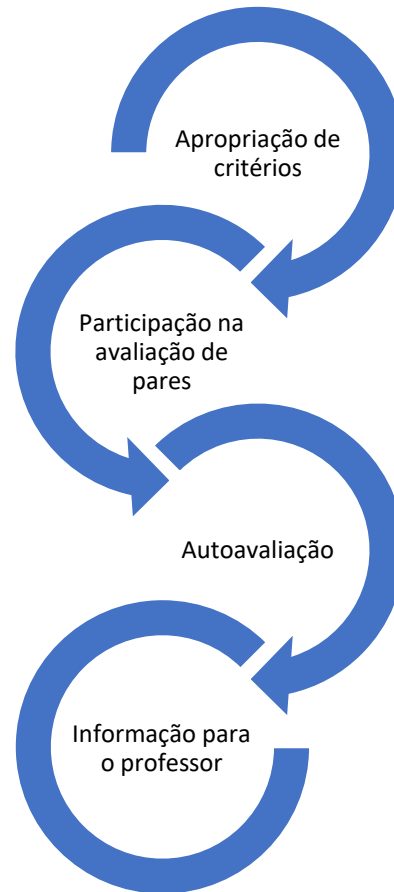 Apropriação de
critérios
Participação na
avaliação de
pares
Autoavaliação
Informação para
o professor